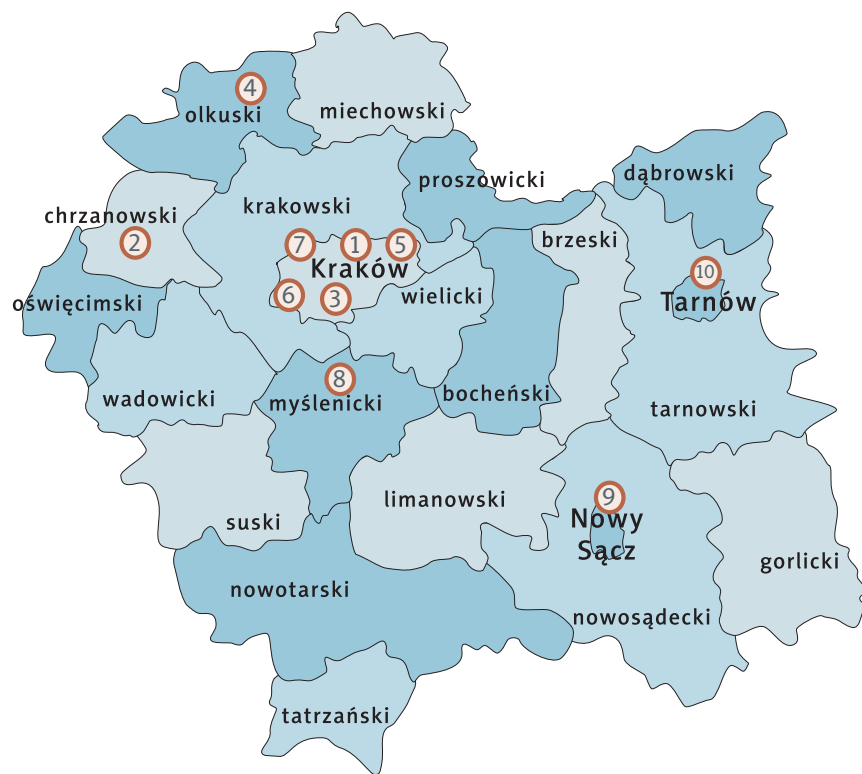 4
olkuski
miechowski
proszowicki
dąbrowski
chrzanowski
2
krakowski
7
1
5
Kraków
6
3
brzeski
10
Tarnów
oświęcimski
wielicki
8
myślenicki
wadowicki
bocheński
tarnowski
suski
limanowski
9
Nowy
Sącz
gorlicki
nowotarski
nowosądecki
tatrzański